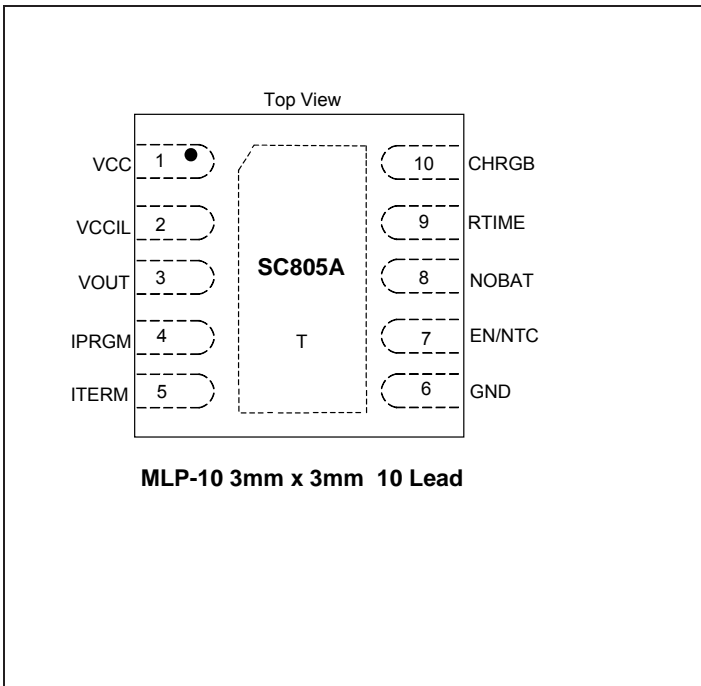 Top View
VCC 1 10 CHRGB
VCCIL 2 9 RTIME
VOUT 3 SC805A 8 NOBAT
IPRGM 4 T 7 EN/NTC
ITERM 5 6 GND
MLP-10 3mm x 3mm 10 Lead